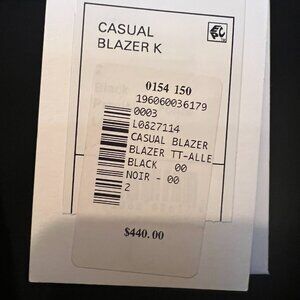 CASUAL
BLAZER K
0154 150
196060036179
0003
L0827114
CASUAL BLAZER
BLAZER TT-ALLE
BLACK 00
NOIR - 00
2
$440.00